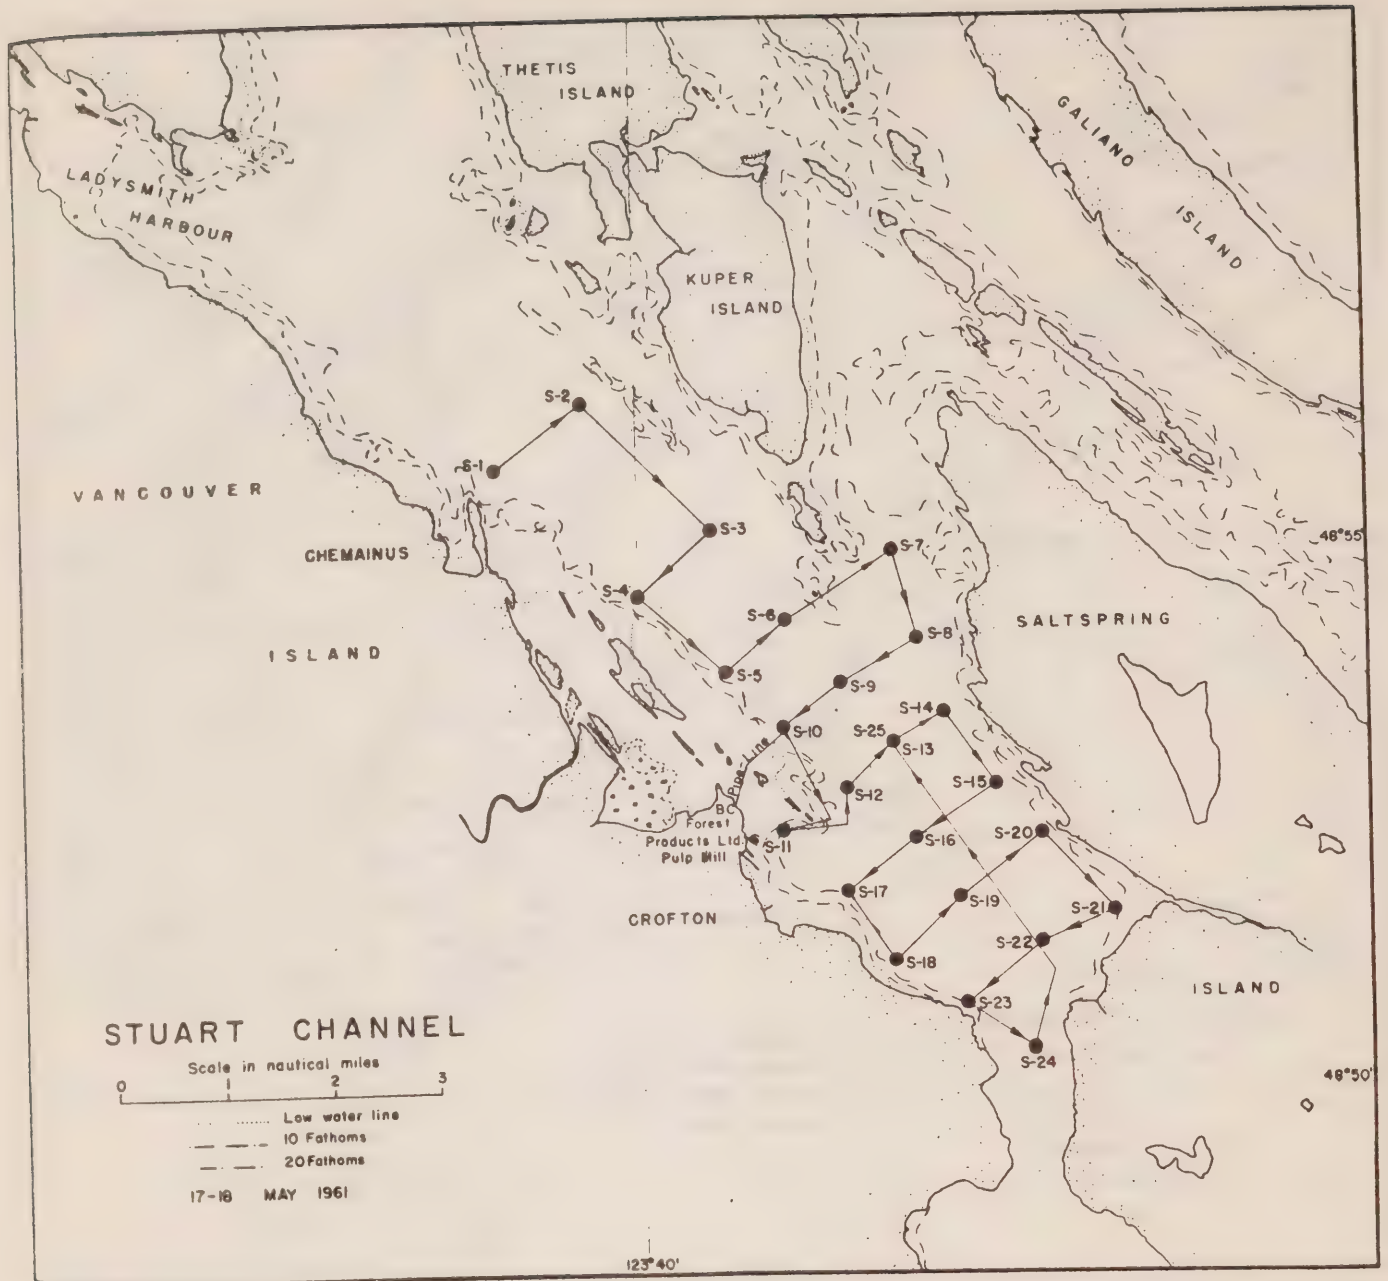 THETIS
ISLAND
GALIANO
ISLAND
LADYSMITH
HARBOUR
KUPER
ISLAND
S-2
S-1
VANCOUVER
S-3
48°55'
CHEMAINUS
S-7
S-4
S-6
SALTSPRING
S-8
ISLAND
S-5
S-9
S-14
S-10
S-25
S-13
Pipe Line
S-15
S-12
BC
Forest
Products Ltd.
Pulp Mill
S-11
S-20
S-16
S-17
S-19
S-21
CROFTON
S-22
S-18
ISLAND
S-23
STUART CHANNEL
S-24
Scale in nautical miles
48°50'
0 1 2 3
Low water line
10 Fathoms
20 Fathoms
17-18 MAY 1961
123°40'